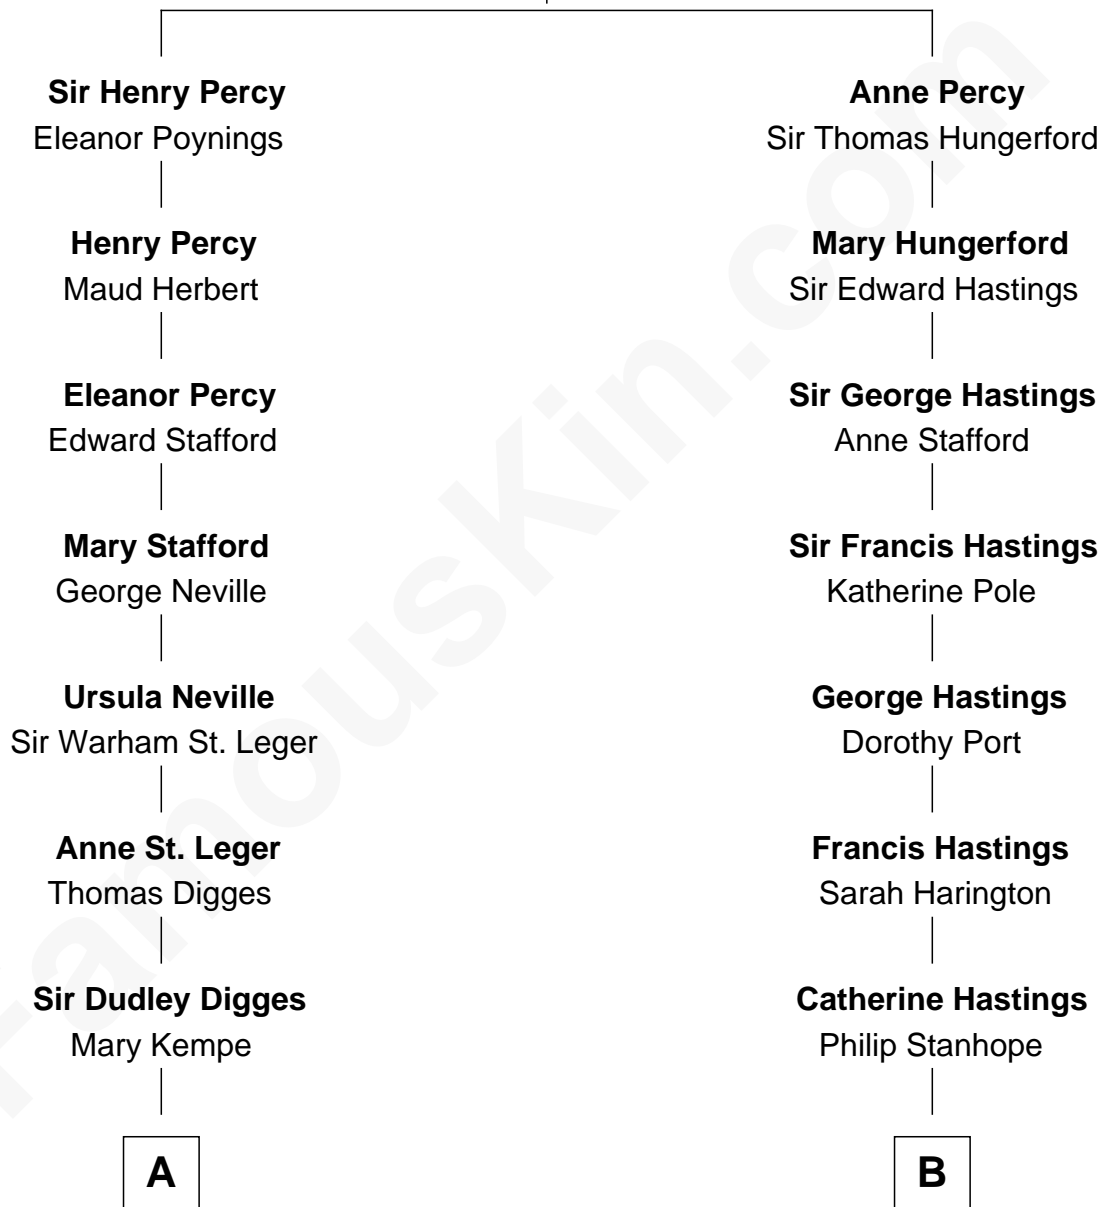 Sir Henry Percy
Eleanor Poynings
Henry Percy
Maud Herbert
Eleanor Percy
Edward Stafford
Mary Stafford
George Neville
Ursula Neville
Sir Warham St. Leger
Anne St. Leger
Thomas Digges
Sir Dudley Digges
Mary Kempe
A
Anne Percy
Sir Thomas Hungerford
Mary Hungerford
Sir Edward Hastings
Sir George Hastings
Anne Stafford
Sir Francis Hastings
Katherine Pole
George Hastings
Dorothy Port
Francis Hastings
Sarah Harington
Catherine Hastings
Philip Stanhope
B
FamousKin.com